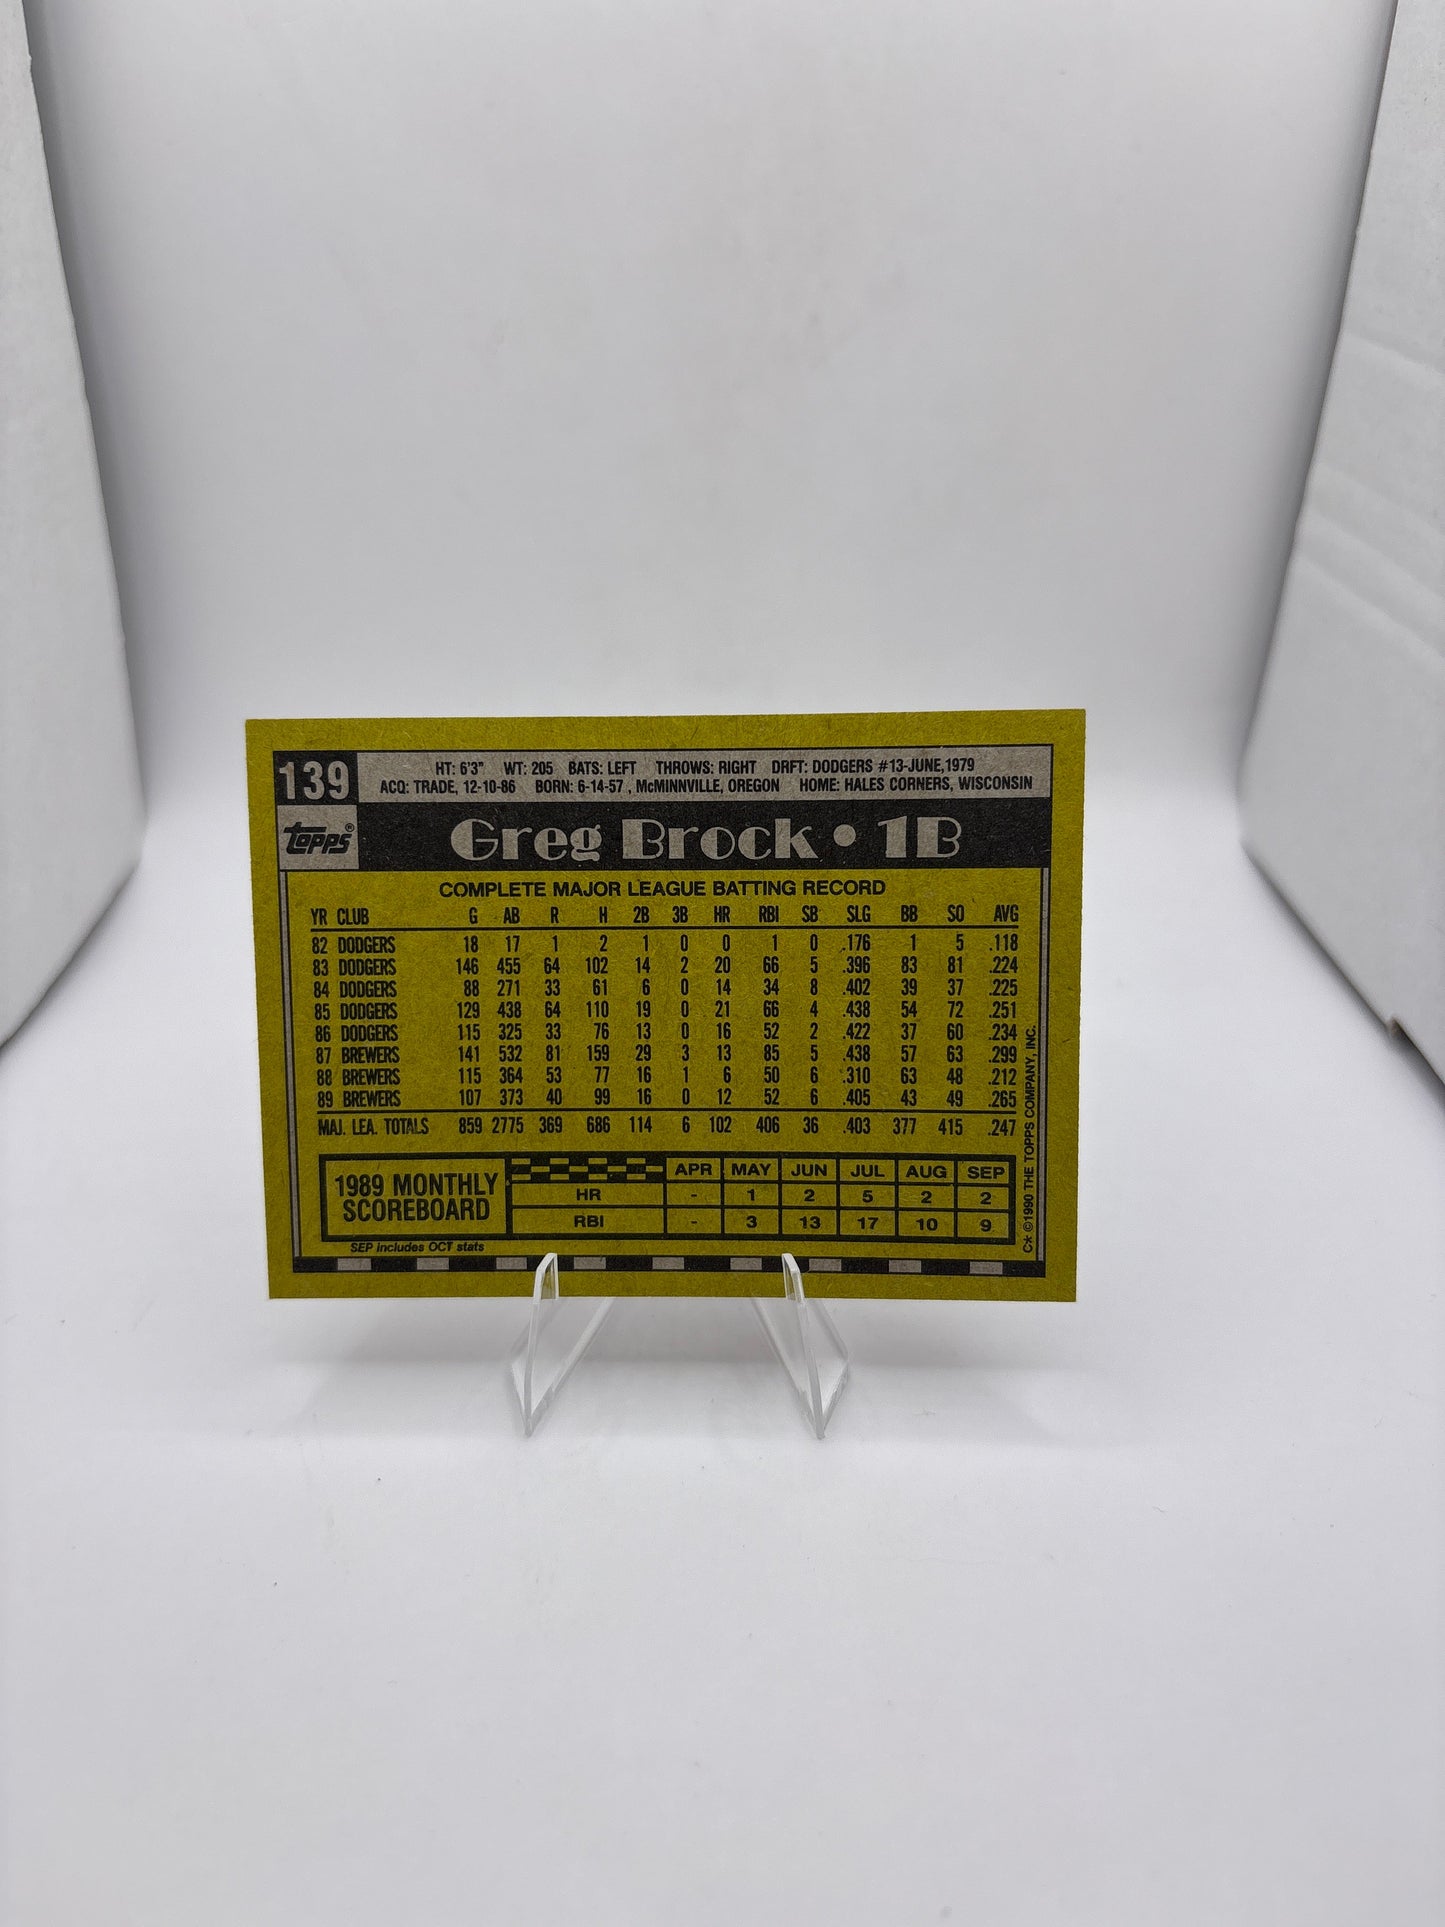 139
HT: 6'3" WT: 205 BATS: LEFT THROWS: RIGHT DRFT: DODGERS #13-JUNE,1979
ACQ: TRADE, 12-10-86 BORN: 6-14-57 , McMINNVILLE, OREGON HOME: HALES CORNERS, WISCONSIN
topps®
Greg Brock • 1B
COMPLETE MAJOR LEAGUE BATTING RECORD
YR CLUB G AB R H 2B 3B HR RBI SB SLG BB SO AVG
82 DODGERS 18 17 1 2 1 0 0 1 0 .176 1 5 .118
83 DODGERS 146 455 64 102 14 2 20 66 5 .396 83 81 .224
84 DODGERS 88 271 33 61 6 0 14 34 8 .402 39 37 .225
85 DODGERS 129 438 64 110 19 0 21 66 4 .438 54 72 .251
86 DODGERS 115 325 33 76 13 0 16 52 2 .422 37 60 .234
87 BREWERS 141 532 81 159 29 3 13 85 5 .438 57 63 .299
88 BREWERS 115 364 53 77 16 1 6 50 6 .310 63 48 .212
89 BREWERS 107 373 40 99 16 0 12 52 6 .405 43 49 .265
MAJ. LEA. TOTALS 859 2775 369 686 114 6 102 406 36 .403 377 415 .247
1989 MONTHLY
SCOREBOARD
APR MAY JUN JUL AUG SEP
HR - 1 2 5 2 2
RBI - 3 13 17 10 9
SEP includes OCT stats
C* ©1990 THE TOPPS COMPANY, INC.